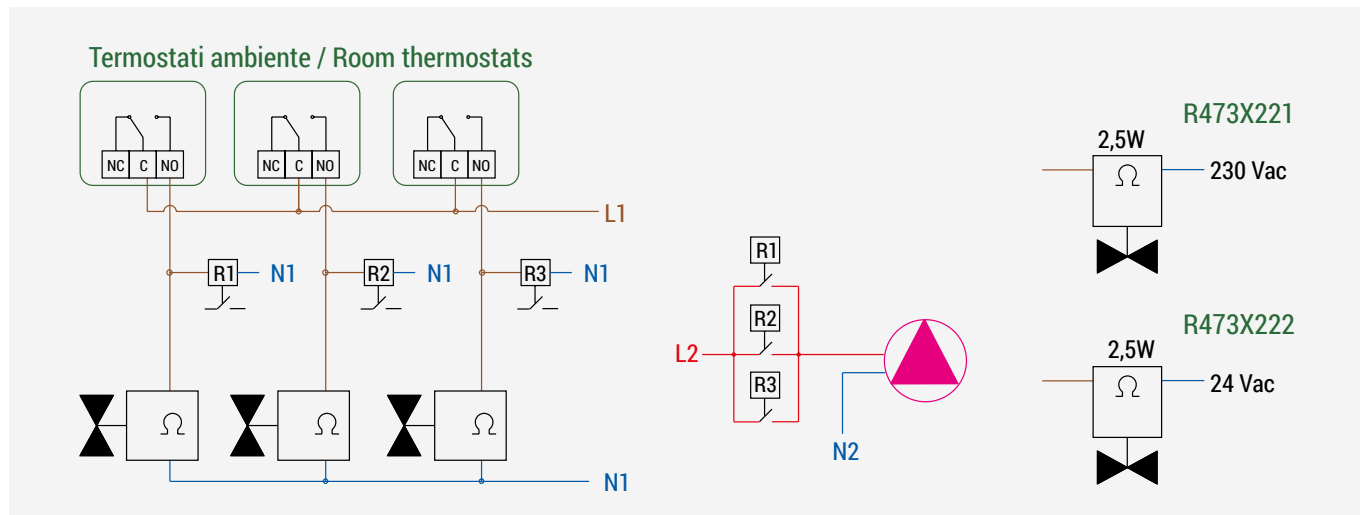 Termostati ambiente / Room thermostats
NC C NO
NC C NO
NC C NO
L1
R1 N1
R2 N1
R3 N1
Ω
Ω
Ω
N1
R1
R2
L2
R3
N2
R473X221
2,5W
Ω
230 Vac
R473X222
2,5W
Ω
24 Vac